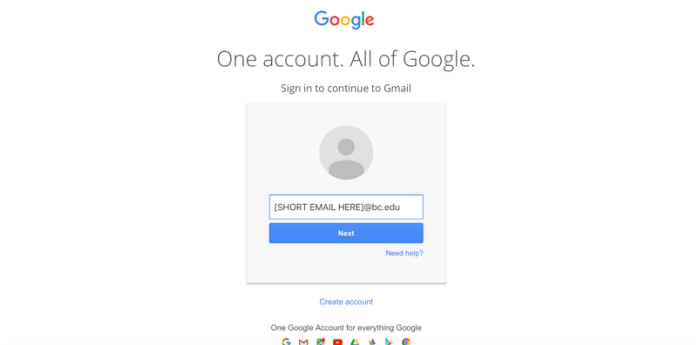 Google
One account. All of Google.
Sign in to continue to Gmail
[SHORT EMAIL HERE]@bc.edu
Next
Need help?
Create account
One Google Account for everything Google